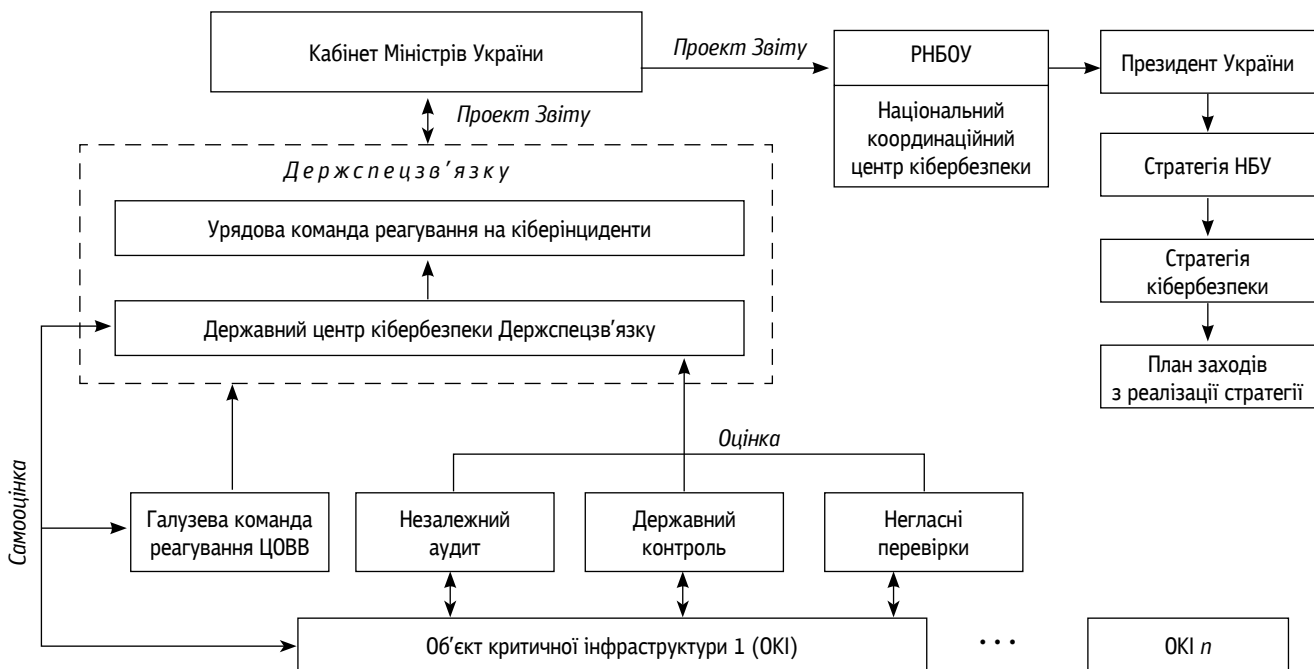 Кабінет Міністрів України
Проект Звіту
РНБОУ
Національний
координаційний
центр кібербезпеки
Президент України
Проект Звіту
Стратегія НБУ
Держспецзв’язку
Урядова команда реагування на кіберінциденти
Стратегія
кібербезпеки
Державний центр кібербезпеки Держспецзв’язку
План заходів
з реалізації стратегії
Оцінка
Самооцінка
Галузева команда
реагування ЦОВВ
Незалежний
аудит
Державний
контроль
Негласні
перевірки
Об’єкт критичної інфраструктури 1 (ОКІ)
...
ОКІ n